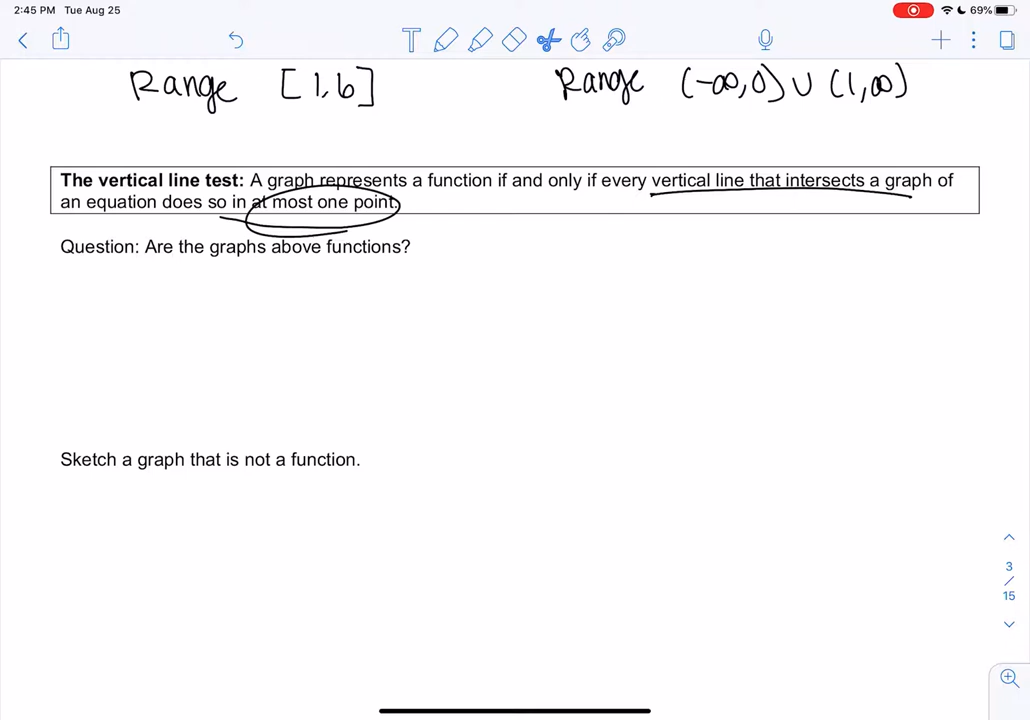 2:45 PM Tue Aug 25 69%
T
Range [1,6] Range (-∞,0) ∪ (1,∞)
The vertical line test: A graph represents a function if and only if every vertical line that intersects a graph of
an equation does so in at most one point.
Question: Are the graphs above functions?
Sketch a graph that is not a function.
3
/
15